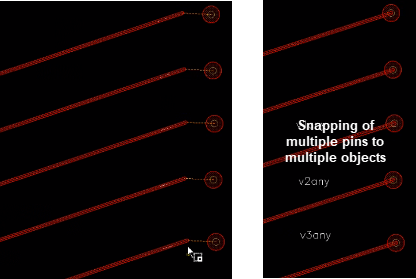 Snapping of
multiple pins to
multiple objects
v2any
v3any